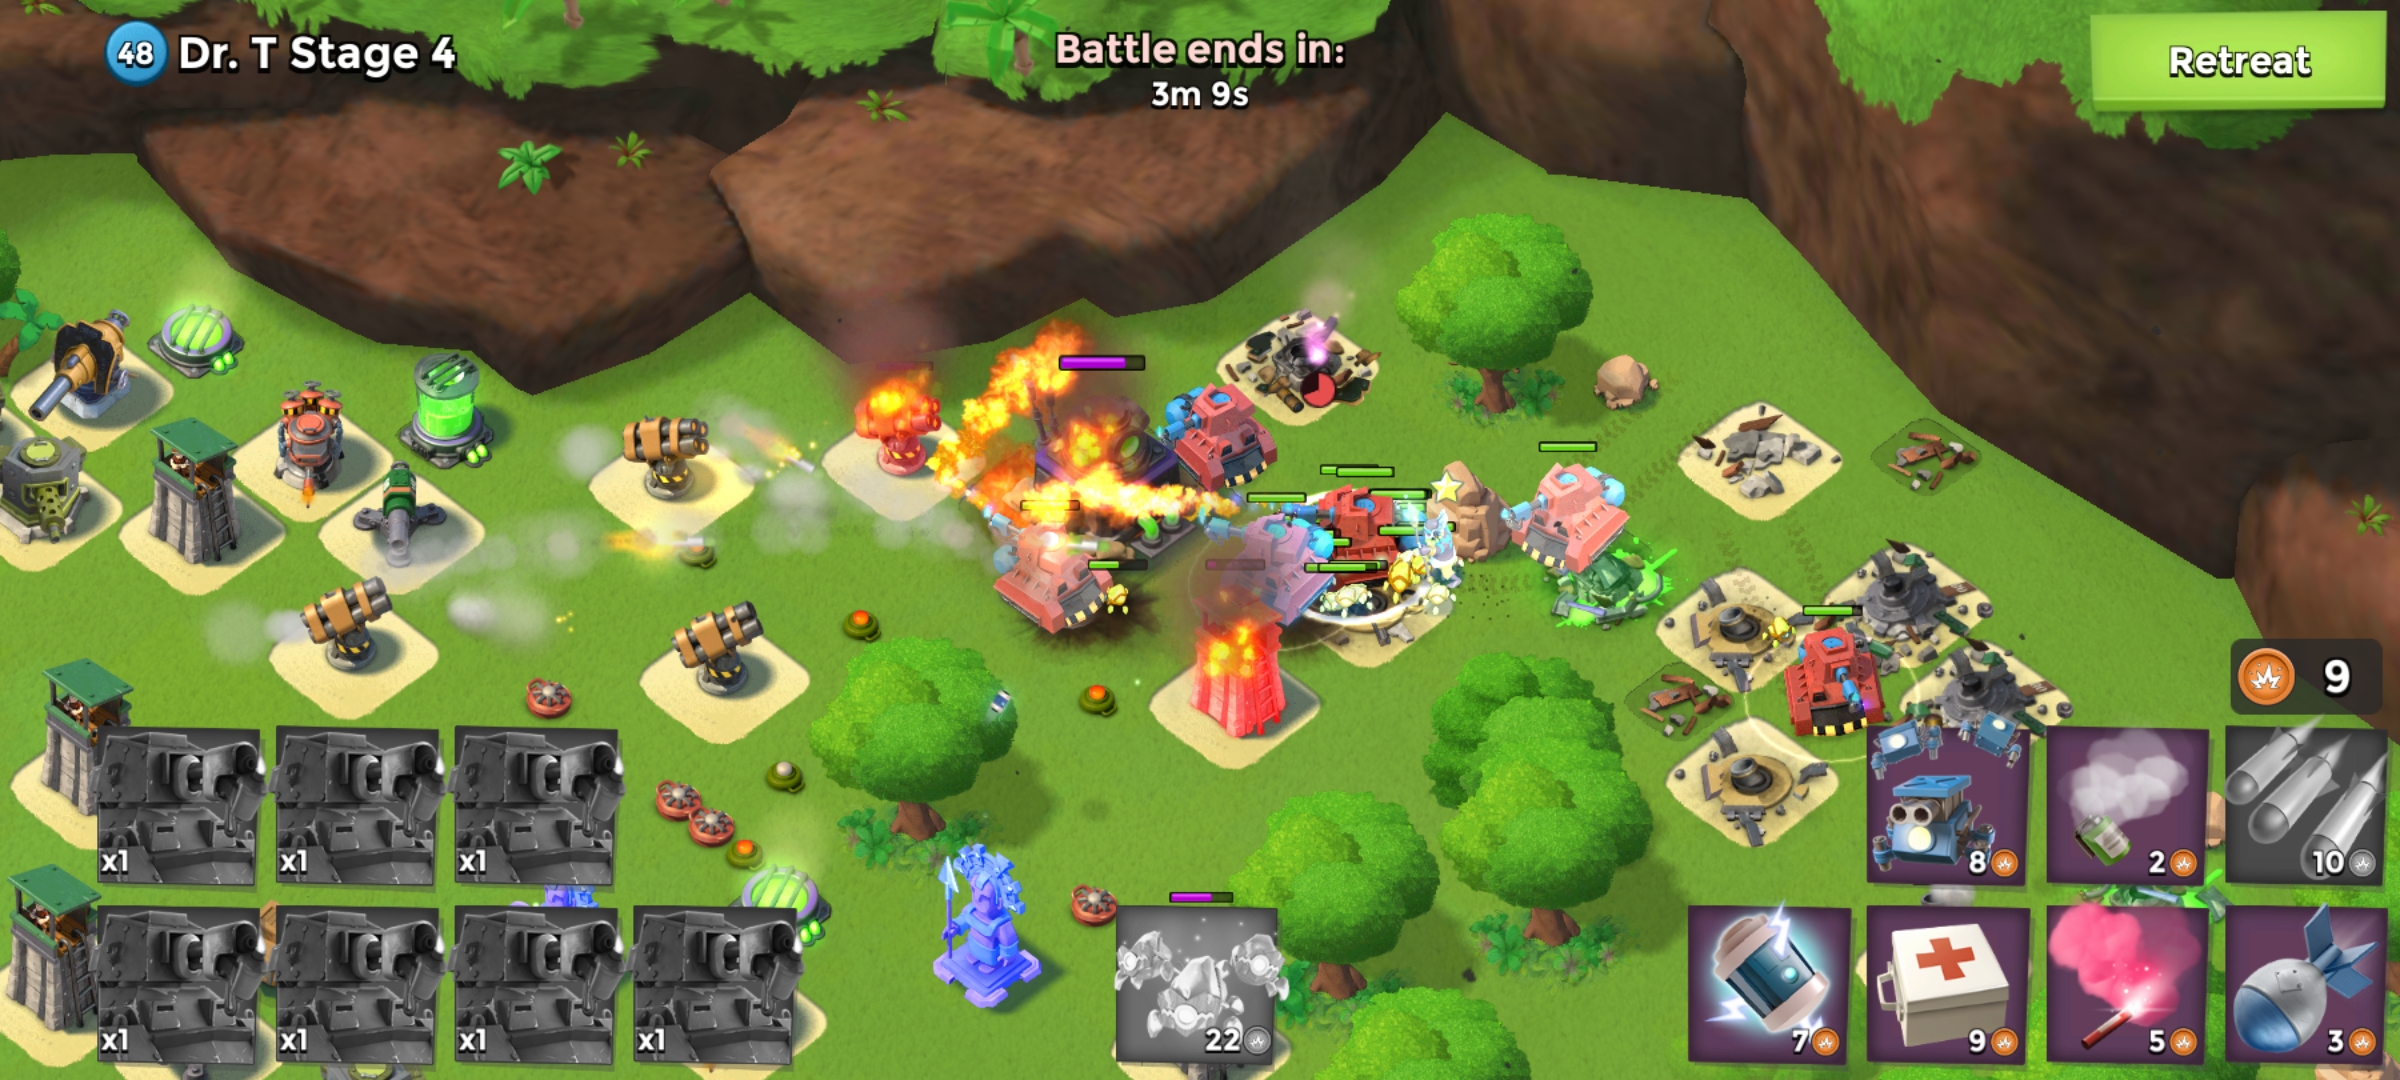 48 Dr. T Stage 4
Battle ends in:
3m 9s
Retreat
9
x1
x1
x1
8
2
10
x1
x1
x1
x1
22
7
9
5
3